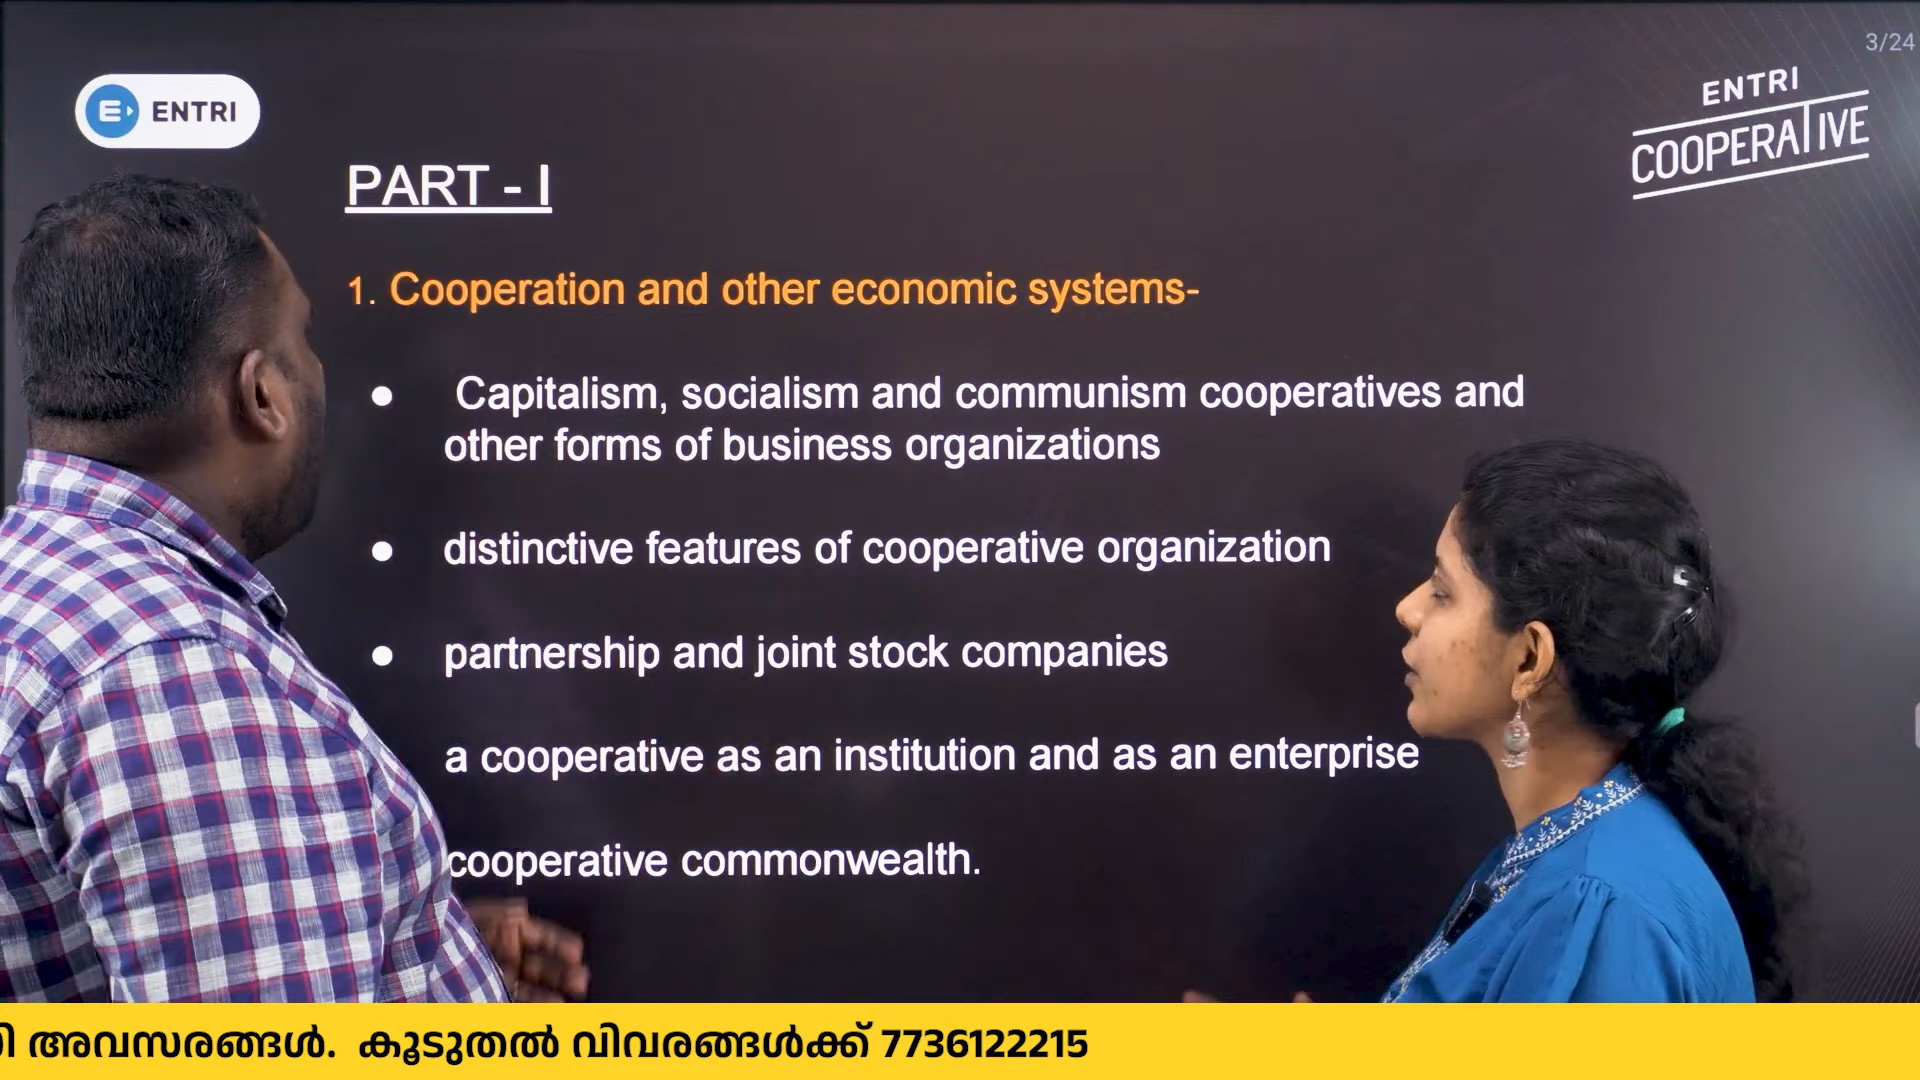 3/24
ENTRI
ENTRI
COOPERATIVE
PART - I
1. Cooperation and other economic systems-
● Capitalism, socialism and communism cooperatives and
other forms of business organizations
● distinctive features of cooperative organization
● partnership and joint stock companies
a cooperative as an institution and as an enterprise
cooperative commonwealth.
അവസരങ്ങൾ. കൂടുതൽ വിവരങ്ങൾക്ക് 7736122215